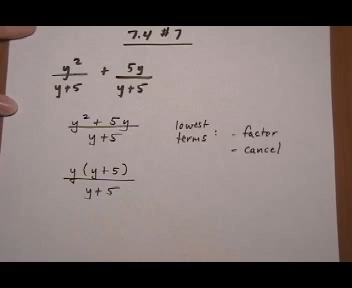 7.4 #7
y²/y+5 + 5y/y+5
y² + 5y/y+5
lowest terms : - factor
- cancel
y(y+5)/y+5